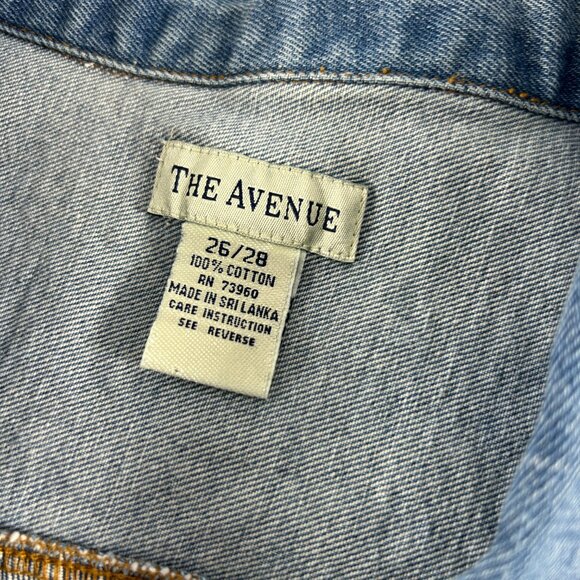 THE AVENUE
26/28
100% COTTON
RN 73960
MADE IN SRI LANKA
CARE INSTRUCTION
SEE REVERSE